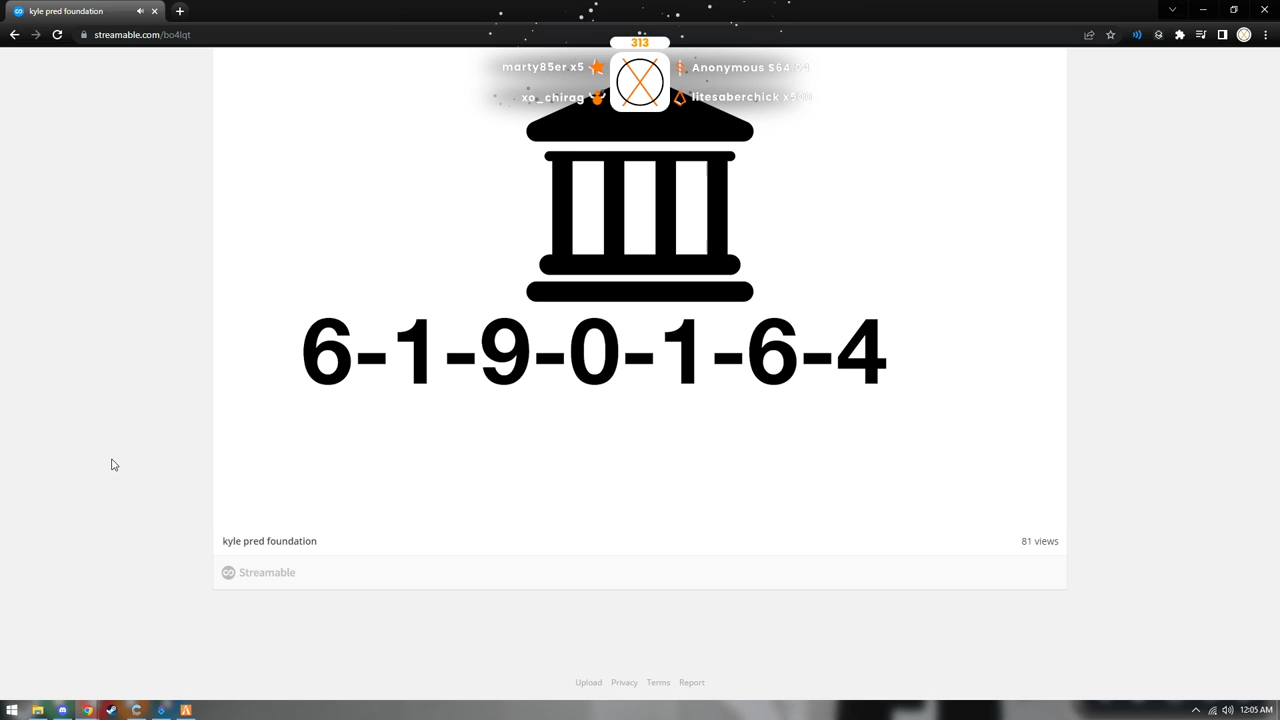 kyle pred foundation
streamable.com/bo4lqt
313
marty85er x5
xo_chirag
Anonymous
litesaberchick
6-1-9-0-1-6-4
kyle pred foundation
81 views
Streamable
Upload Privacy Terms Report
12:05 AM